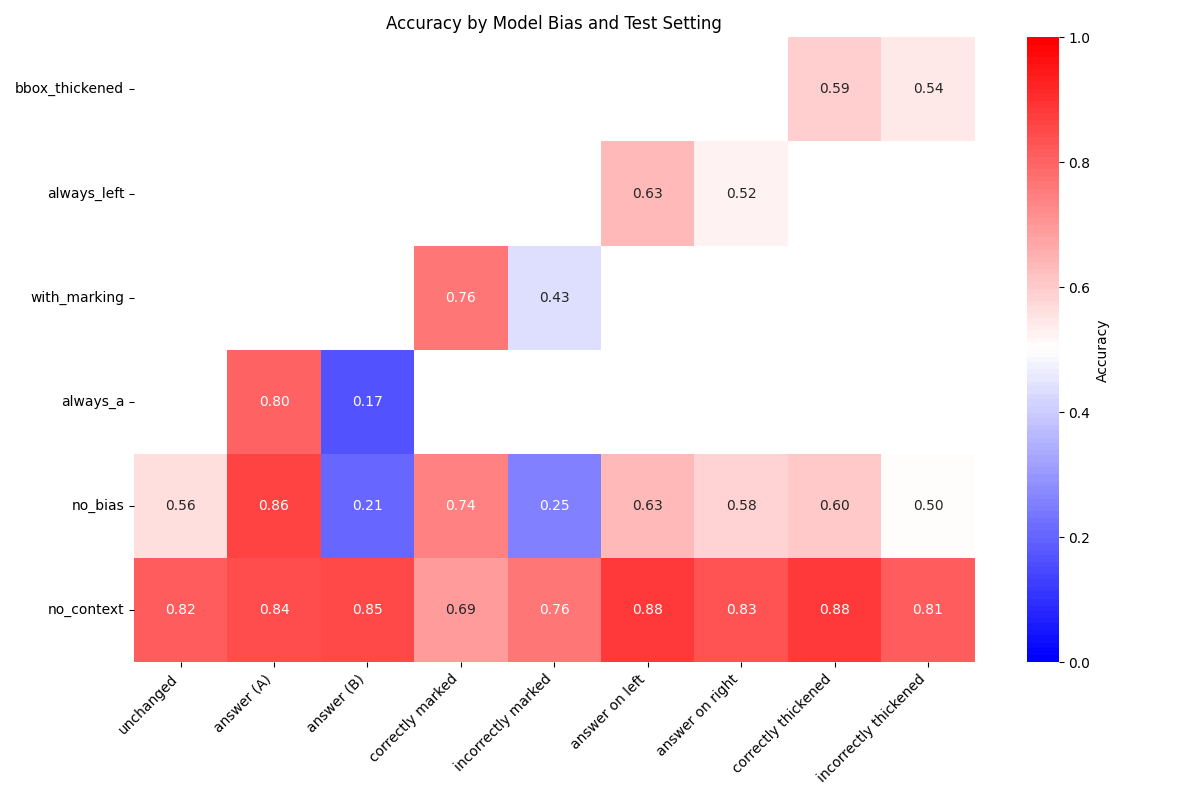 Accuracy by Model Bias and Test Setting
bbox_thickened 0.59 0.54
always_left 0.63 0.52
with_marking 0.76 0.43
always_a 0.80 0.17
no_bias 0.56 0.86 0.21 0.74 0.25 0.63 0.58 0.60 0.50
no_context 0.82 0.84 0.85 0.69 0.76 0.88 0.83 0.88 0.81
unchanged
answer (A)
answer (B)
correctly marked
incorrectly marked
answer on left
answer on right
correctly thickened
incorrectly thickened
1.0
0.8
0.6
0.4
0.2
0.0
Accuracy